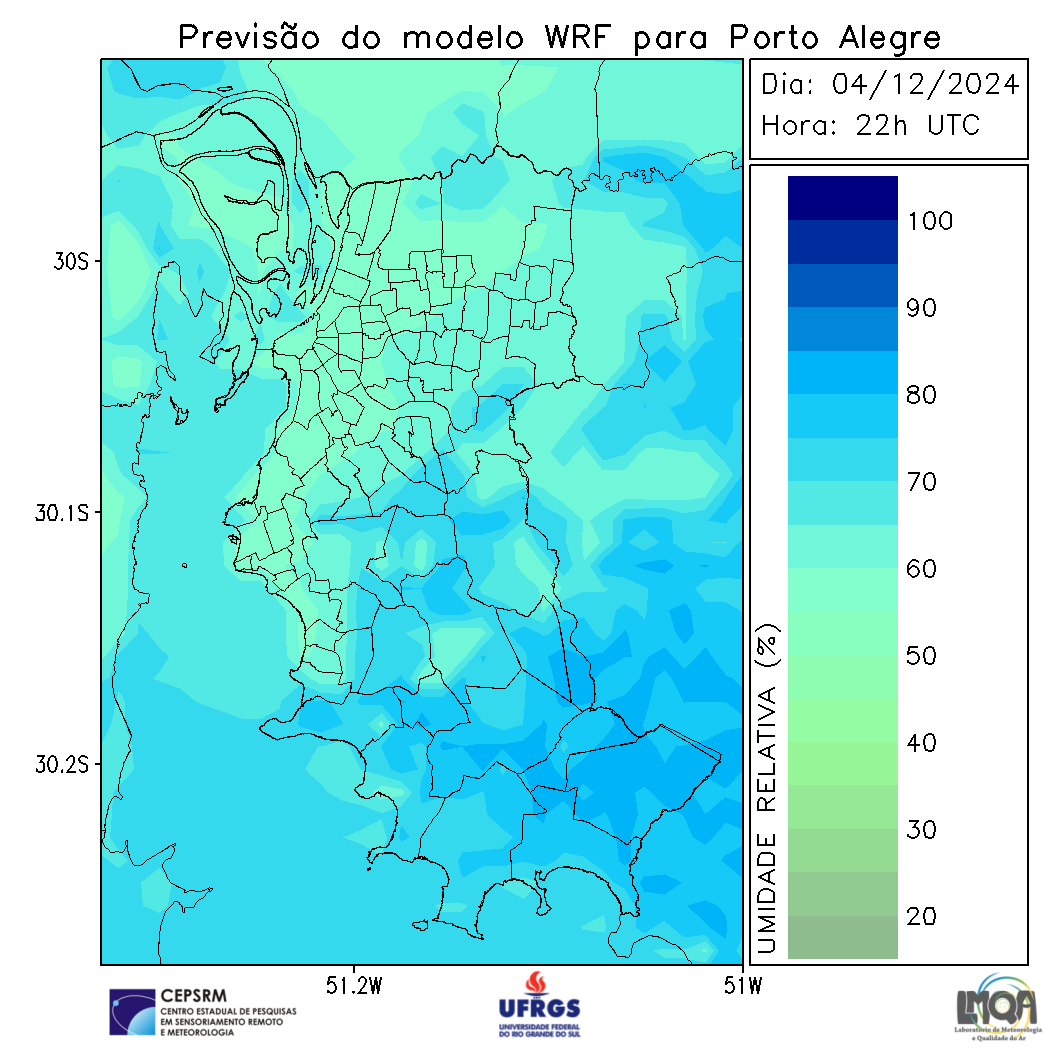 Previsão do modelo WRF para Porto Alegre
Dia: 04/12/2024
Hora: 22h UTC
30S
30.1S
30.2S
51.2W
51W
UMIDADE RELATIVA (%)
100
90
80
70
60
50
40
30
20
CEPSRM
CENTRO ESTADUAL DE PESQUISAS
EM SENSORIAMENTO REMOTO
E METEOROLOGIA
UFRGS
UNIVERSIDADE FEDERAL
DO RIO GRANDE DO SUL
LMQA
Laboratório de Meteorologia
e Qualidade do Ar